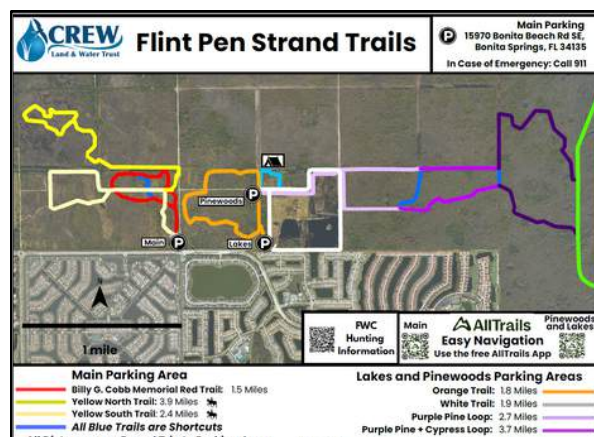 CREW
Land & Water Trust
Flint Pen Strand Trails
P
Main Parking
15970 Bonita Beach Rd SE,
Bonita Springs, FL 34135
In Case of Emergency: Call 911
Pinewoods P
Main P
Lakes P
N
1 mile
FWC
Hunting
Information
Main
AllTrails
Easy Navigation
Use the free AllTrails App
Pinewoods
and Lakes
Main Parking Area
Billy G. Cobb Memorial Red Trail: 1.5 Miles
Yellow North Trail: 3.9 Miles
Yellow South Trail: 2.4 Miles
All Blue Trails are Shortcuts
Lakes and Pinewoods Parking Areas
Orange Trail: 1.8 Miles
White Trail: 1.9 Miles
Purple Pine Loop: 2.7 Miles
Purple Pine + Cypress Loop: 3.7 Miles